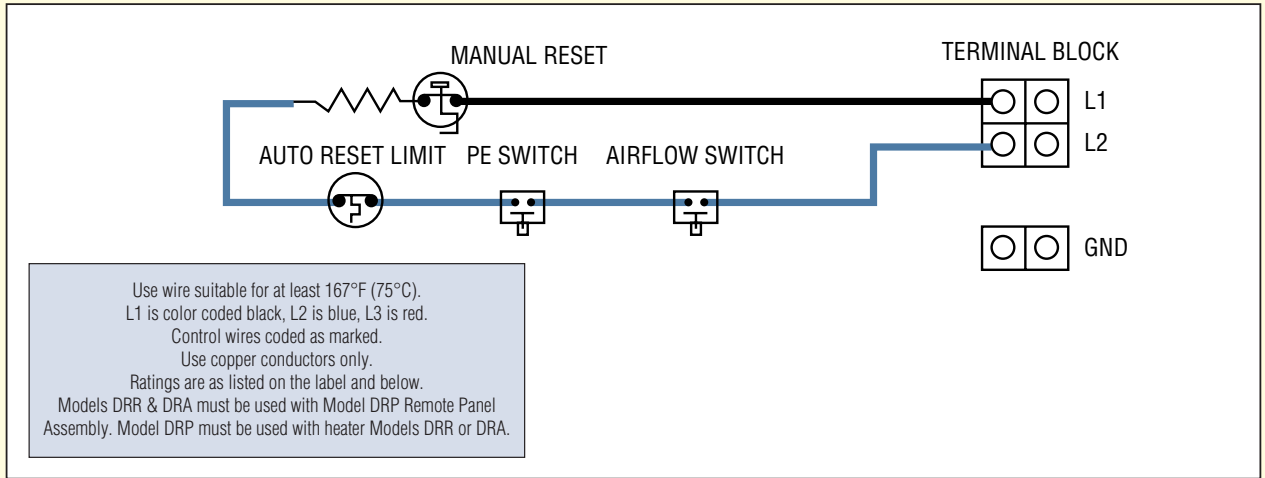 MANUAL RESET
TERMINAL BLOCK
L1
AUTO RESET LIMIT
PE SWITCH
AIRFLOW SWITCH
L2
GND
Use wire suitable for at least 167°F (75°C).
L1 is color coded black, L2 is blue, L3 is red.
Control wires coded as marked.
Use copper conductors only.
Ratings are as listed on the label and below.
Models DRR & DRA must be used with Model DRP Remote Panel
Assembly. Model DRP must be used with heater Models DRR or DRA.